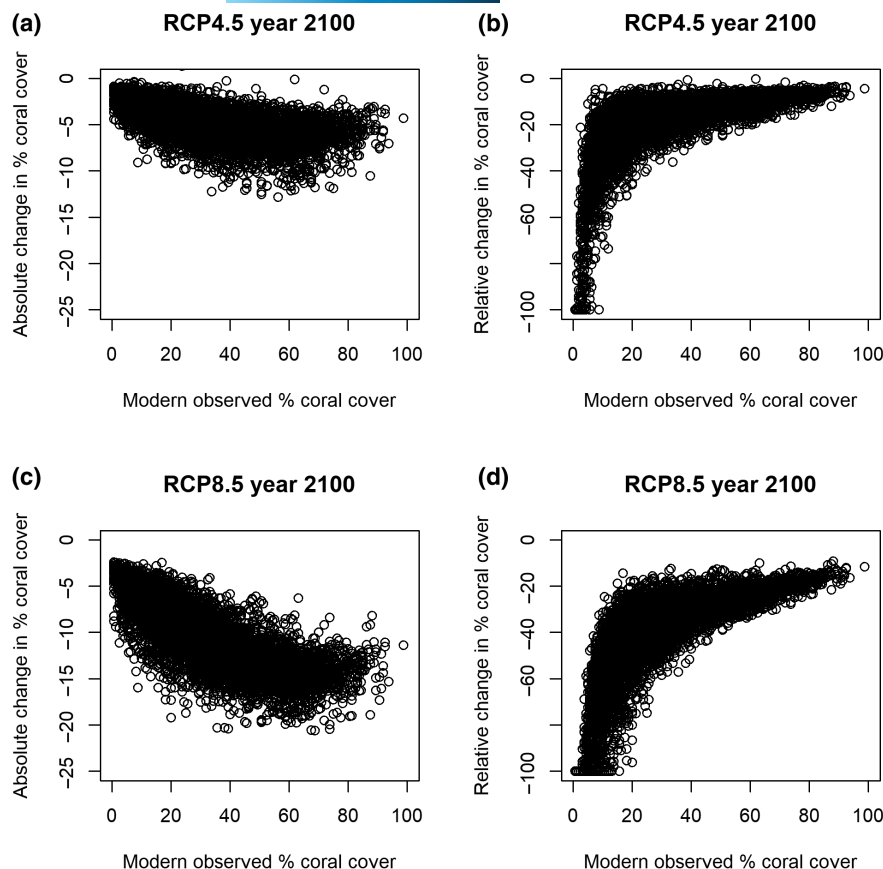 (a)
RCP4.5 year 2100
Absolute change in % coral cover
0
−5
−10
−15
−20
−25
0 20 40 60 80 100
Modern observed % coral cover
(b)
RCP4.5 year 2100
Relative change in % coral cover
0
−20
−60
−100
0 20 40 60 80 100
Modern observed % coral cover
(c)
RCP8.5 year 2100
Absolute change in % coral cover
0
−5
−10
−15
−20
−25
0 20 40 60 80 100
Modern observed % coral cover
(d)
RCP8.5 year 2100
Relative change in % coral cover
0
−20
−40
−60
−100
0 20 40 60 80 100
Modern observed % coral cover